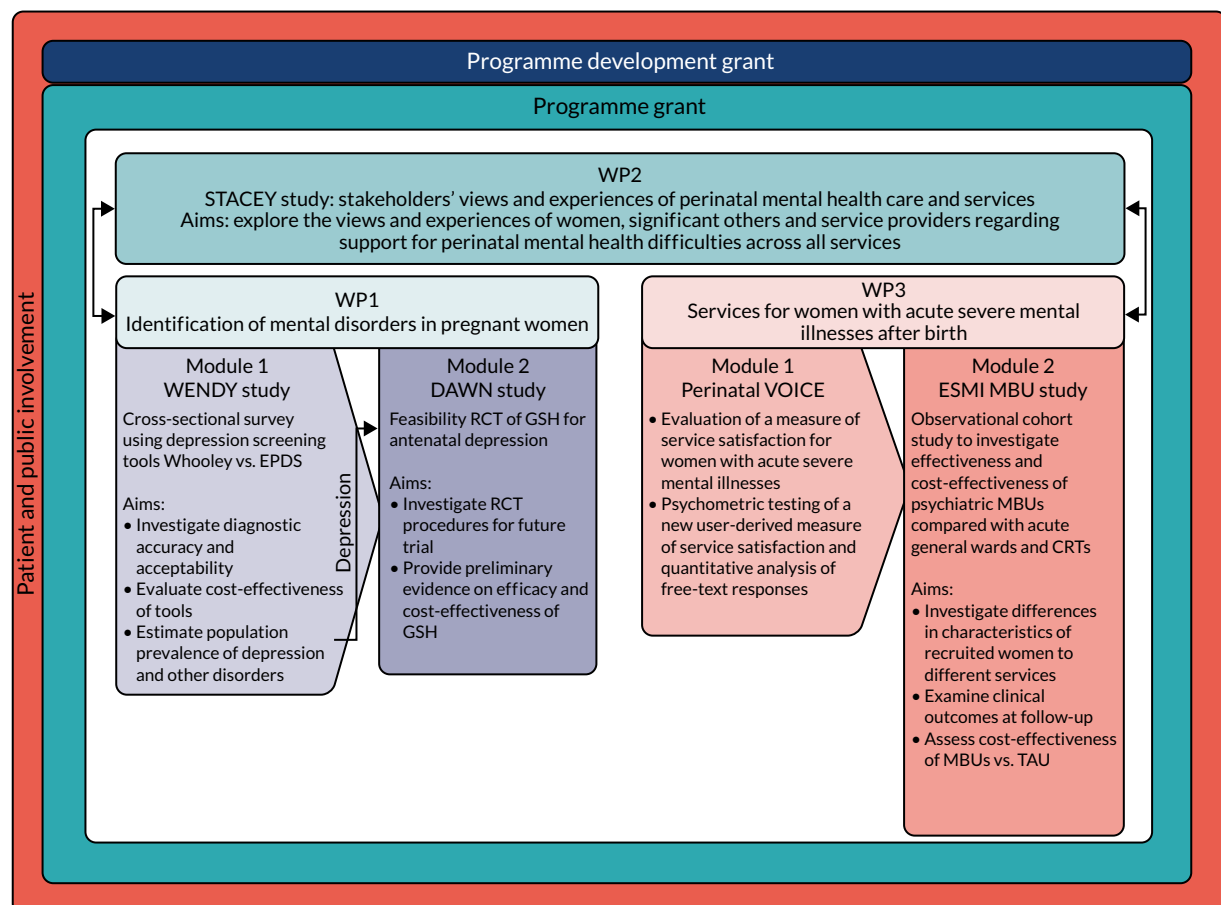 Programme development grant
Programme grant
Patient and public involvement
WP2
STACEY study: stakeholders’ views and experiences of perinatal mental health care and services
Aims: explore the views and experiences of women, significant others and service providers regarding
support for perinatal mental health difficulties across all services
WP1
Identification of mental disorders in pregnant women
Module 1
WENDY study
Cross-sectional survey
using depression screening
tools Whooley vs. EPDS
Aims:
• Investigate diagnostic
accuracy and
acceptability
• Evaluate cost-effectiveness
of tools
• Estimate population
prevalence of depression
and other disorders
Depression
Module 2
DAWN study
Feasibility RCT of GSH for
antenatal depression
Aims:
• Investigate RCT
procedures for future
trial
• Provide preliminary
evidence on efficacy and
cost-effectiveness of
GSH
WP3
Services for women with acute severe mental
illnesses after birth
Module 1
Perinatal VOICE
• Evaluation of a measure of
service satisfaction for
women with acute severe
mental illnesses
• Psychometric testing of a
new user-derived measure
of service satisfaction and
quantitative analysis of
free-text responses
Module 2
ESMI MBU study
Observational cohort
study to investigate
effectiveness and
cost-effectiveness of
psychiatric MBUs
compared with acute
general wards and CRTs
Aims:
• Investigate differences
in characteristics of
recruited women to
different services
• Examine clinical
outcomes at follow-up
• Assess cost-effectiveness
of MBUs vs. TAU